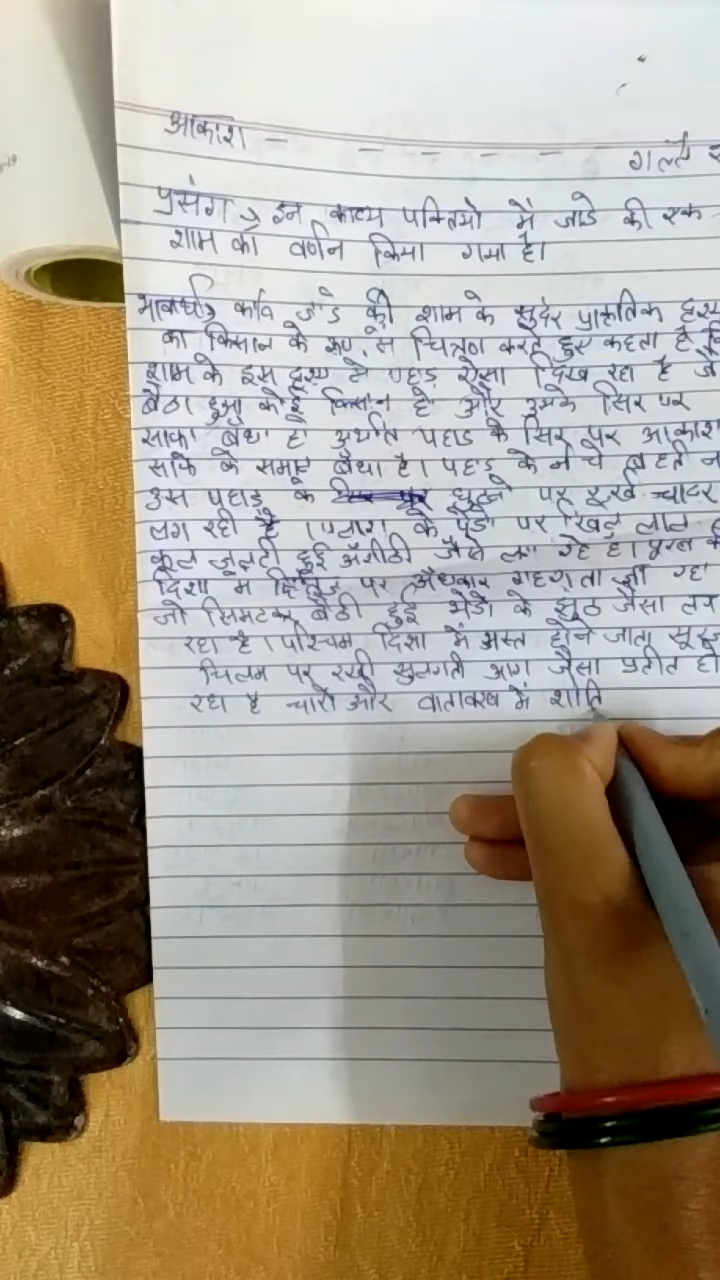 आकाश — — — — — गल्ले
प्रसंग → इन काव्य पंक्तियो में जाडे की एक
शाम का वर्णन किया गया है।
भावार्थ → कवि जाडे की शाम के सुदंर प्राकृतिक दृश्य
का किसान के रूप में चित्रण करते हुए कहता है
शाम के इस दृश्य में पहाड़ ऐसा दिख रहा है
बैठा हुआ कोई किसान हो और उसके सिर पर
साफा बंधा हो अर्थात पहाड के सिर पर आकाश
साफे के समान बंधा है। पहाड़ के नीचे बहती
उस पहाड़ के घुटनो पर रखी चादर
लग रही है । पलाश के पेड़ो पर खिले लाल
फूल जलती हुई अँगीठी जैसे लग रहे है। पूरब की
दिशा में क्षितिज पर अंधकार गहराता जा रहा
जो सिमटकर बैठी हुई भेडों के झुंड जैसा लग
रहा है । पश्चिम दिशा में अस्त होने जाता सूरज
चिलम पर रखी सुलगती आग जैसा प्रतीत हो
रहा है चारो और वातावरण में शांति